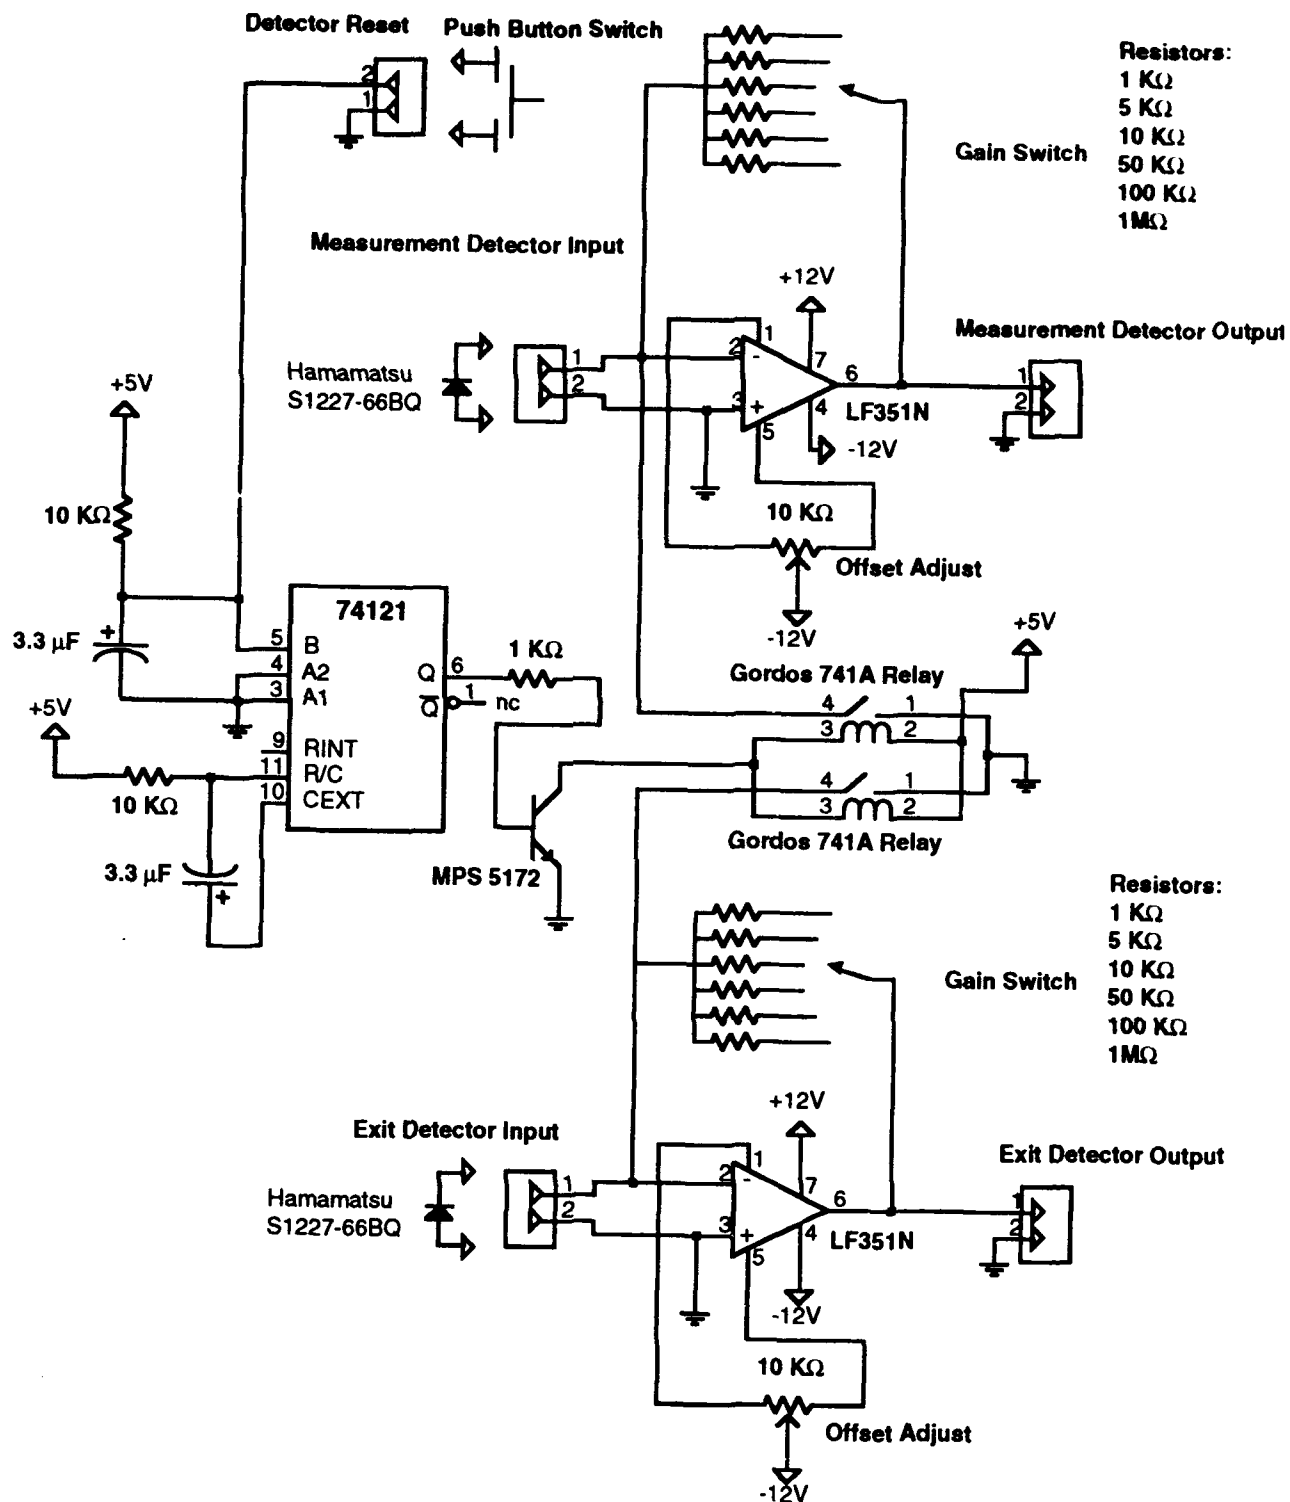 Detector Reset
Push Button Switch
2
1
Resistors:
1 KΩ
5 KΩ
10 KΩ
50 KΩ
100 KΩ
1MΩ
Gain Switch
Measurement Detector Input
+12V
1
2
-
7
6
3
+
5
4
LF351N
-12V
Measurement Detector Output
1
2
Hamamatsu
S1227-66BQ
1
2
10 KΩ
Offset Adjust
-12V
+5V
10 KΩ
3.3 µF
+
74121
5
B
4
A2
3
A1
Q
6
Q
1
nc
9
RINT
11
R/C
10
CEXT
1 KΩ
+5V
10 KΩ
3.3 µF
+
MPS 5172
+5V
Gordos 741A Relay
4
1
3
2
4
1
3
2
Gordos 741A Relay
Resistors:
1 KΩ
5 KΩ
10 KΩ
50 KΩ
100 KΩ
1MΩ
Gain Switch
Exit Detector Input
Hamamatsu
S1227-66BQ
1
2
+12V
1
2
-
7
6
3
+
5
4
LF351N
-12V
Exit Detector Output
1
2
10 KΩ
Offset Adjust
-12V